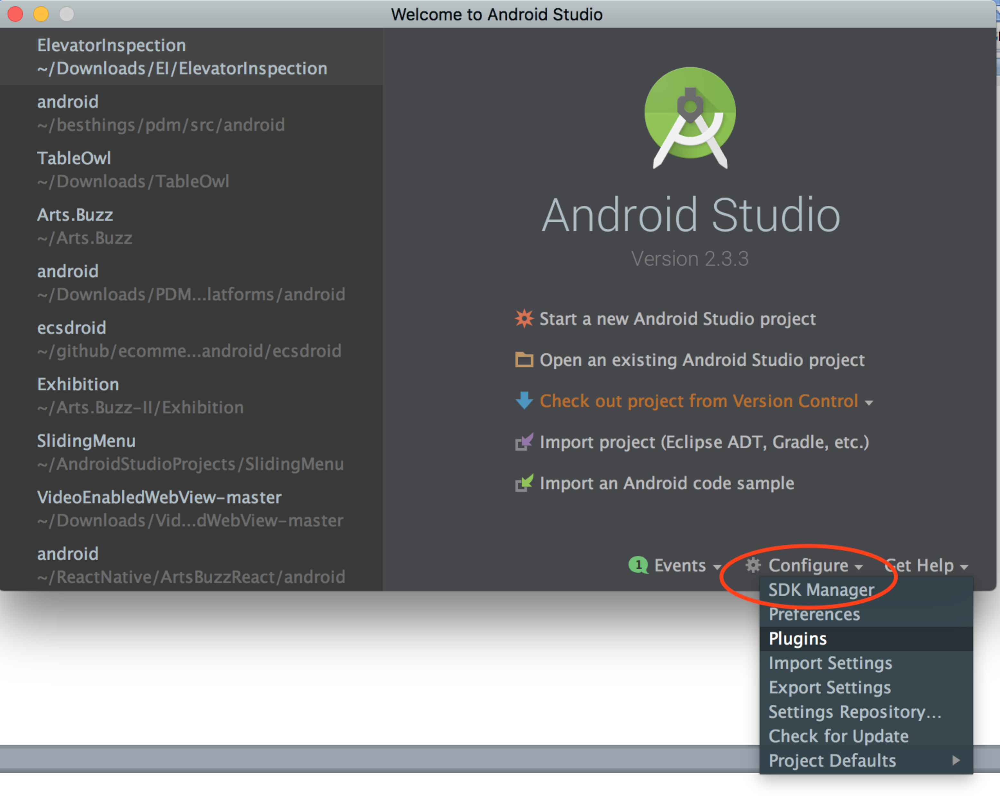 Welcome to Android Studio
ElevatorInspection
~/Downloads/EI/ElevatorInspection
android
~/besthings/pdm/src/android
TableOwl
~/Downloads/TableOwl
Arts.Buzz
~/Arts.Buzz
android
~/Downloads/PDM...latforms/android
ecsdroid
~/github/ecomme...android/ecsdroid
Exhibition
~/Arts.Buzz-II/Exhibition
SlidingMenu
~/AndroidStudioProjects/SlidingMenu
VideoEnabledWebView-master
~/Downloads/Vid...dWebView-master
android
~/ReactNative/ArtsBuzzReact/android
Android Studio
Version 2.3.3
Start a new Android Studio project
Open an existing Android Studio project
Check out project from Version Control
Import project (Eclipse ADT, Gradle, etc.)
Import an Android code sample
1 Events Configure Get Help
SDK Manager
Preferences
Plugins
Import Settings
Export Settings
Settings Repository...
Check for Update
Project Defaults